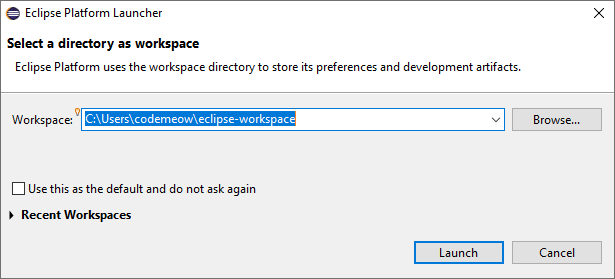 Eclipse Platform Launcher
Select a directory as workspace
Eclipse Platform uses the workspace directory to store its preferences and development artifacts.
Workspace: C:\Users\codemeow\eclipse-workspace Browse...
Use this as the default and do not ask again
Recent Workspaces
Launch Cancel